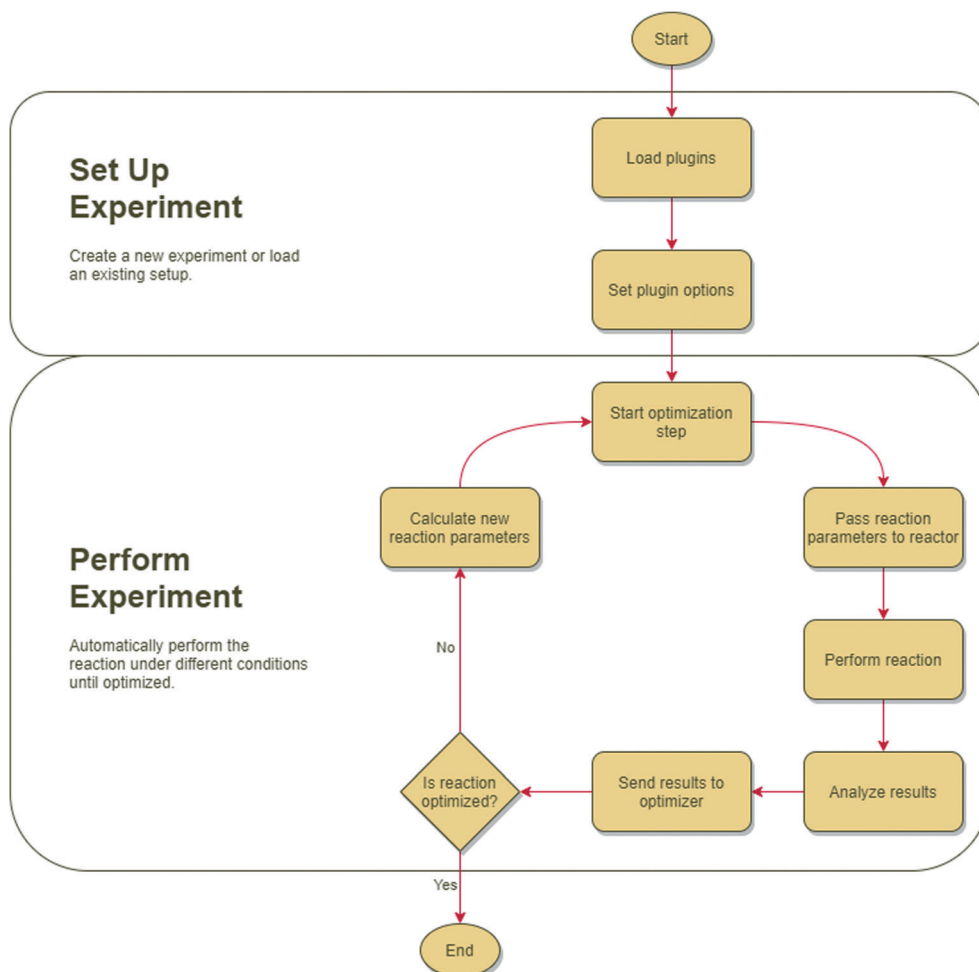 Start
Set Up
Experiment
Create a new experiment or load
an existing setup.
Load plugins
Set plugin options
Perform
Experiment
Automatically perform the
reaction under different conditions
until optimized.
Start optimization
step
Calculate new
reaction parameters
Pass reaction
parameters to reactor
No
Perform reaction
Is reaction
optimized?
Send results to
optimizer
Analyze results
Yes
End